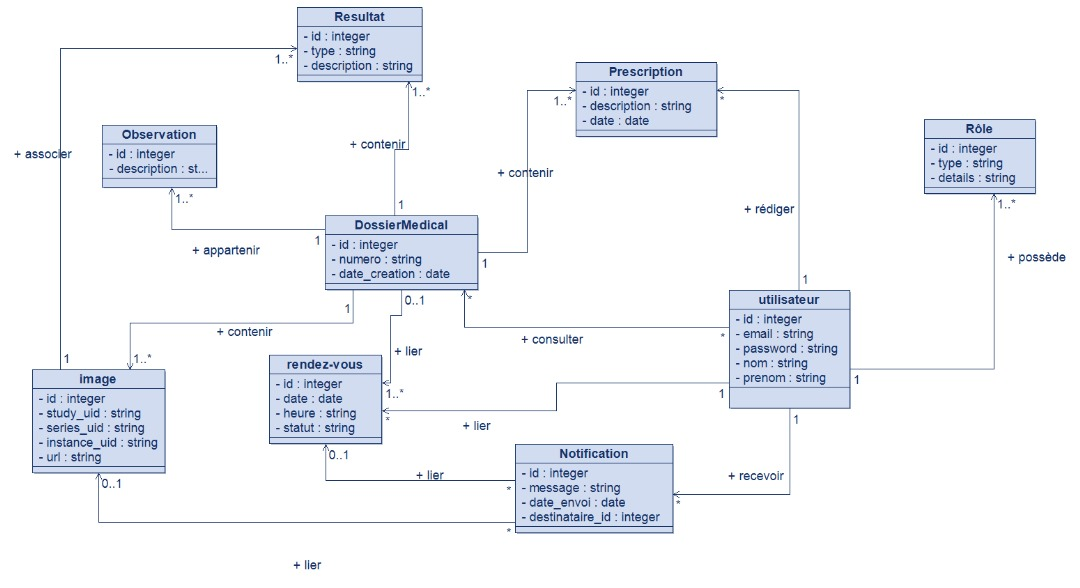 Resultat
- id : integer
- type : string
- description : string
1..*
1..*
Prescription
- id : integer
- description : string
- date : date
1..*
*
Observation
- id : integer
- description : st...
1..*
Rôle
- id : integer
- type : string
- details : string
1..*
+ associer
+ contenir
+ contenir
+ rédiger
+ possède
+ appartenir
DossierMedical
- id : integer
- numero : string
- date_creation : date
1
1
1
1
0..1
*
utilisateur
- id : integer
- email : string
- password : string
- nom : string
- prenom : string
1
*
1
1
1
+ contenir
+ lier
+ consulter
1
1..*
image
- id : integer
- study_uid : string
- series_uid : string
- instance_uid : string
- url : string
0..1
rendez-vous
- id : integer
- date : date
- heure : string
- statut : string
1..*
*
0..1
+ lier
+ lier
+ recevoir
Notification
- id : integer
- message : string
- date_envoi : date
- destinataire_id : integer
*
*
*
+ lier